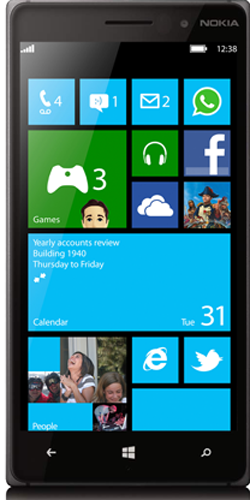 NOKIA
12:38
4
1
2
3
Games
Yearly accounts review
Building 1940
Thursday to Friday
Calendar
Tue 31
People